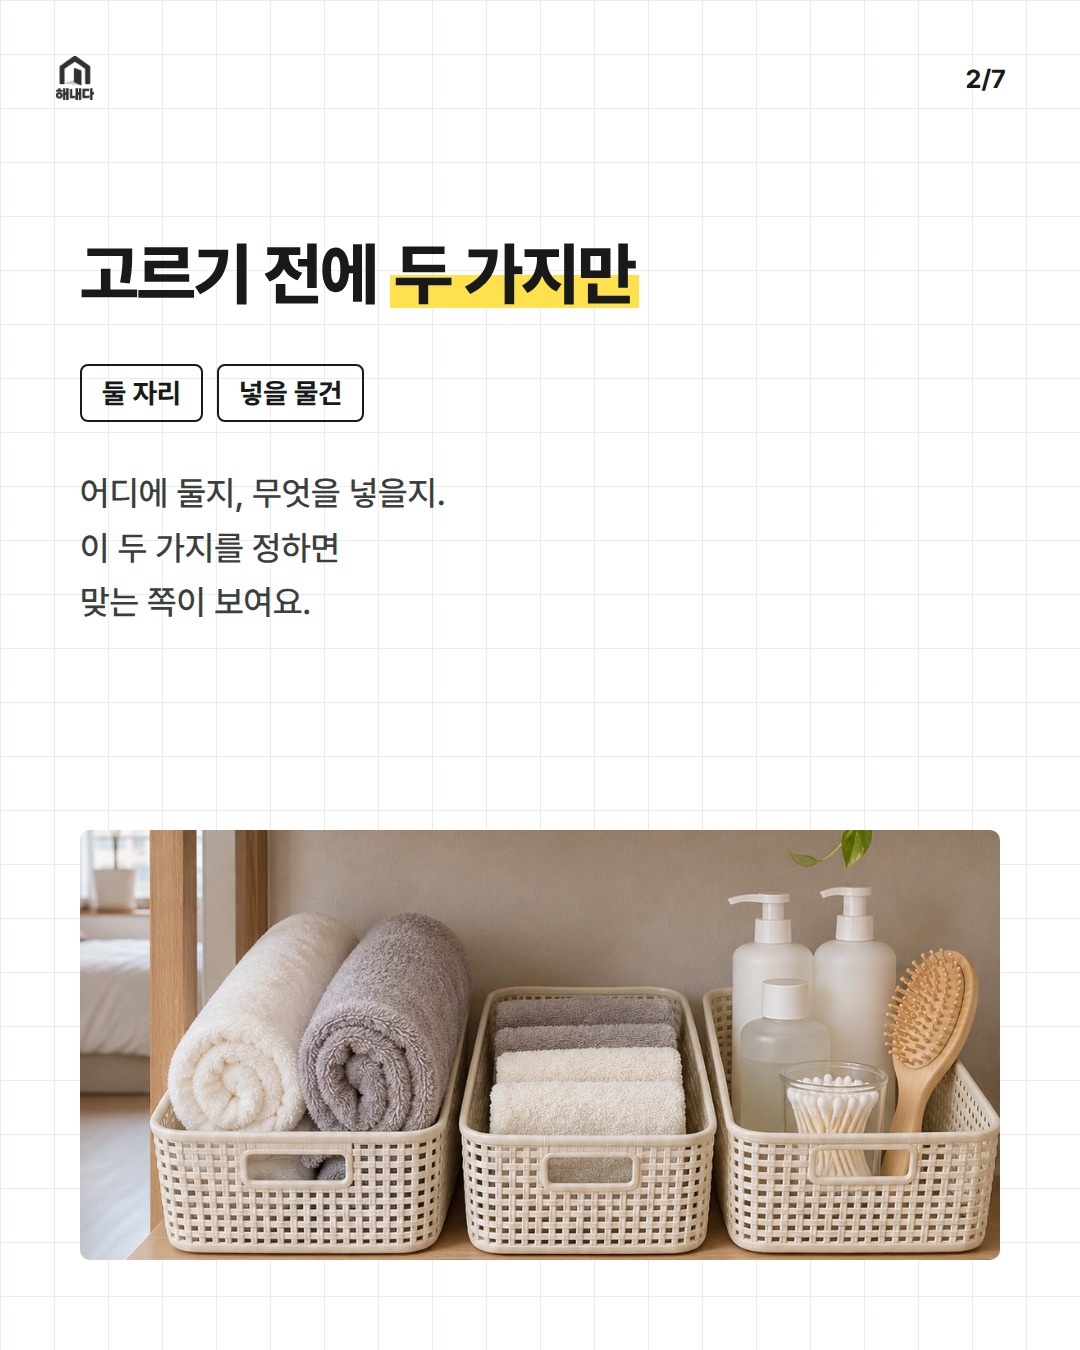 해내다
2/7
고르기 전에 두 가지만
둘 자리
넣을 물건
어디에 둘지, 무엇을 넣을지.
이 두 가지를 정하면
맞는 쪽이 보여요.